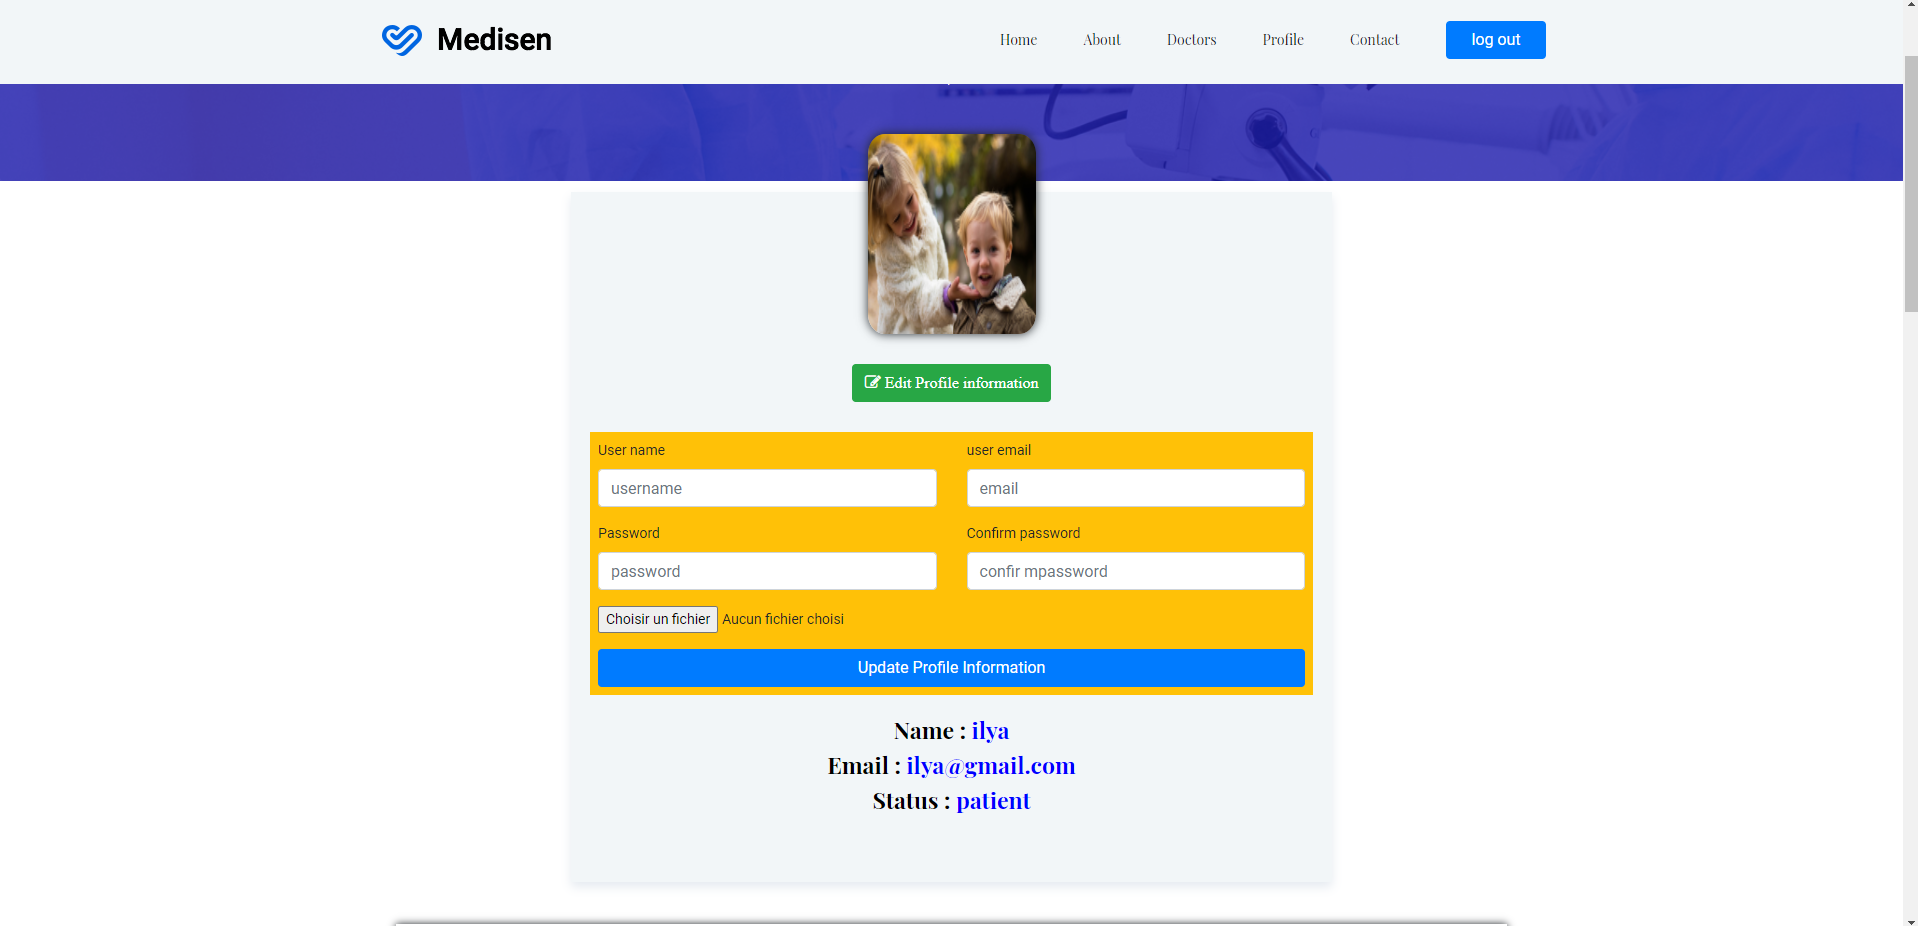 Medisen
Home About Doctors Profile Contact log out
Edit Profile information
User name user email
username email
Password Confirm password
password confir mpassword
Choisir un fichier Aucun fichier choisi
Update Profile Information
Name : ilya
Email : ilya@gmail.com
Status : patient